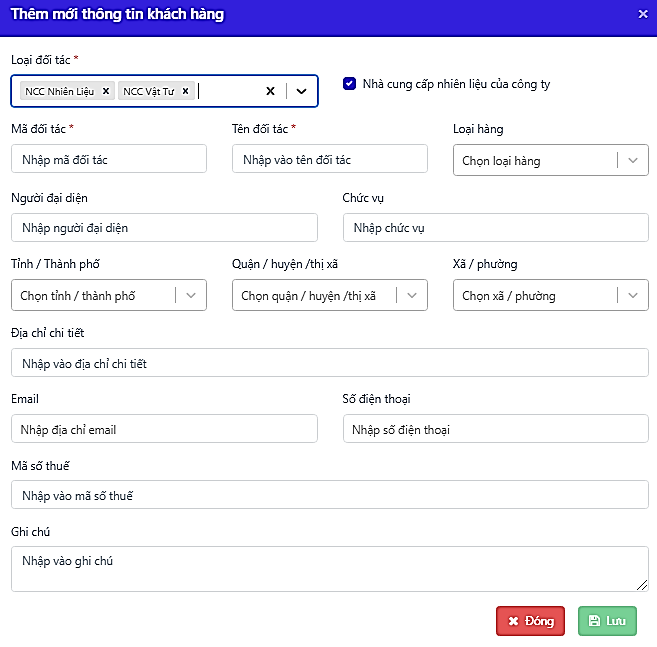 Thêm mới thông tin khách hàng
Loại đối tác *
NCC Nhiên Liệu NCC Vật Tư
Nhà cung cấp nhiên liệu của công ty
Mã đối tác * Tên đối tác * Loại hàng
Nhập mã đối tác Nhập vào tên đối tác Chọn loại hàng
Người đại diện Chức vụ
Nhập người đại diện Nhập chức vụ
Tỉnh / Thành phố Quận / huyện /thị xã Xã / phường
Chọn tỉnh / thành phố Chọn quận / huyện /thị xã Chọn xã / phường
Địa chỉ chi tiết
Nhập vào địa chỉ chi tiết
Email Số điện thoại
Nhập địa chỉ email Nhập số điện thoại
Mã số thuế
Nhập vào mã số thuế
Ghi chú
Nhập vào ghi chú
Đóng Lưu